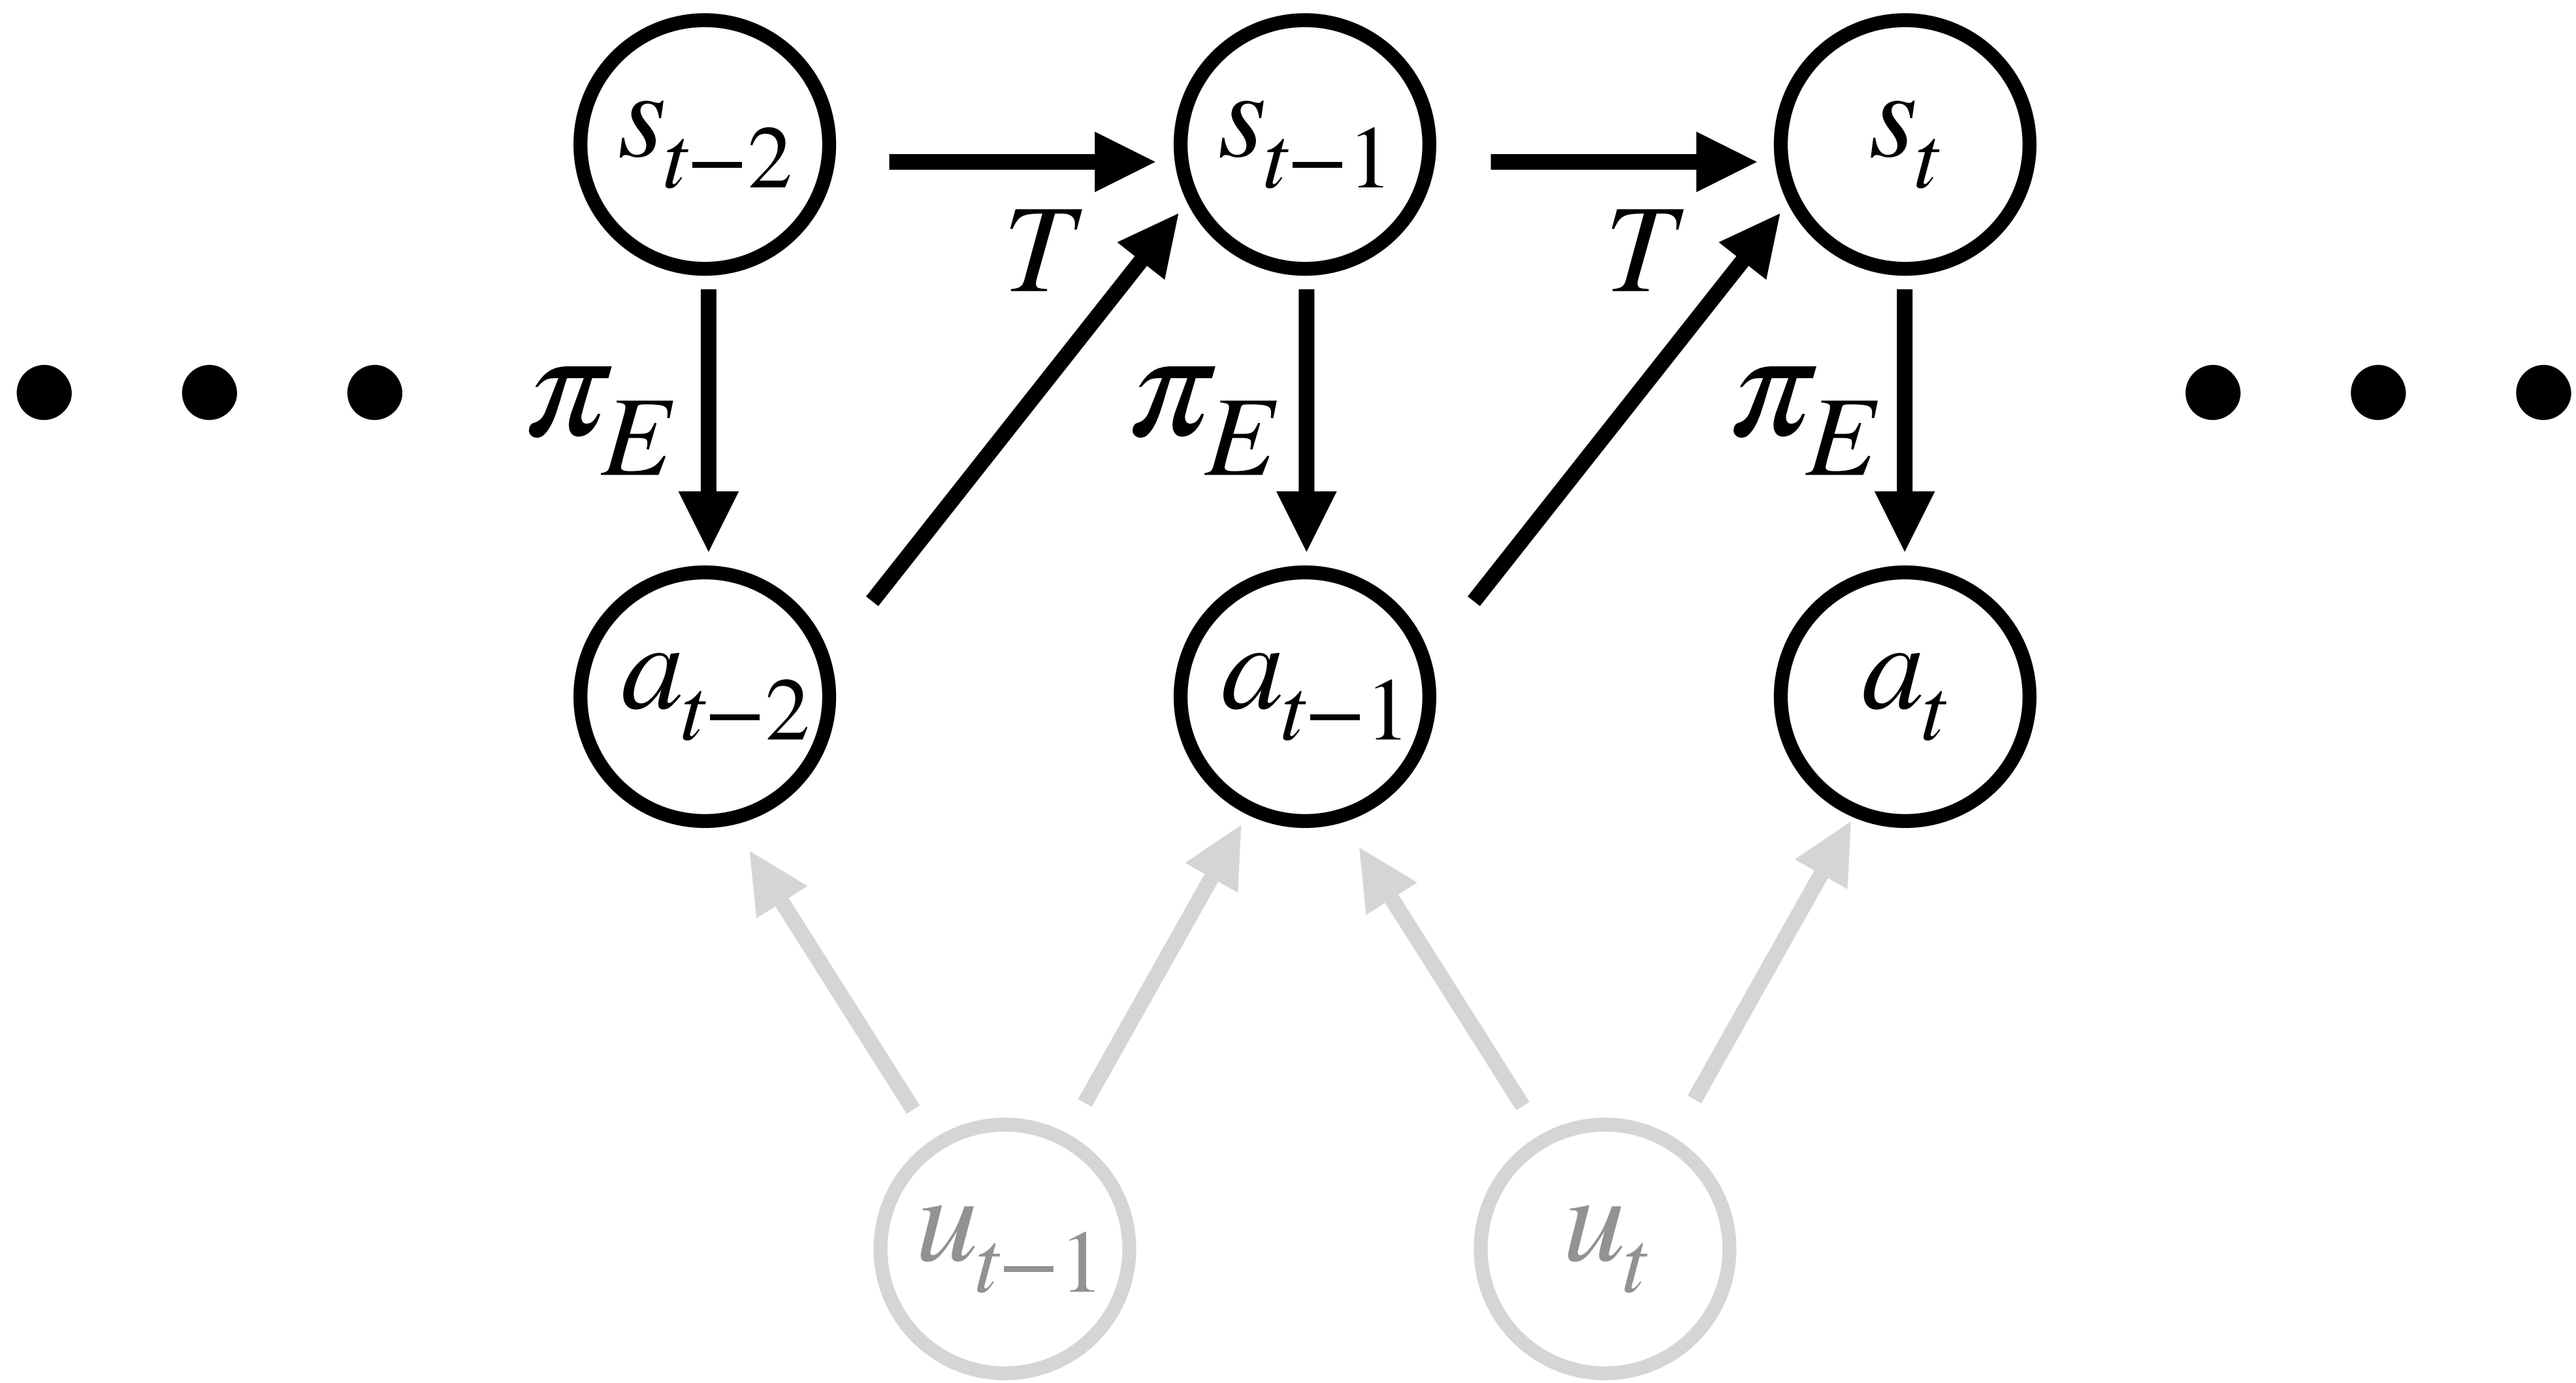 s_{t−2} s_{t−1} s_t
T T
π_E π_E π_E
a_{t−2} a_{t−1} a_t
u_{t−1} u_t